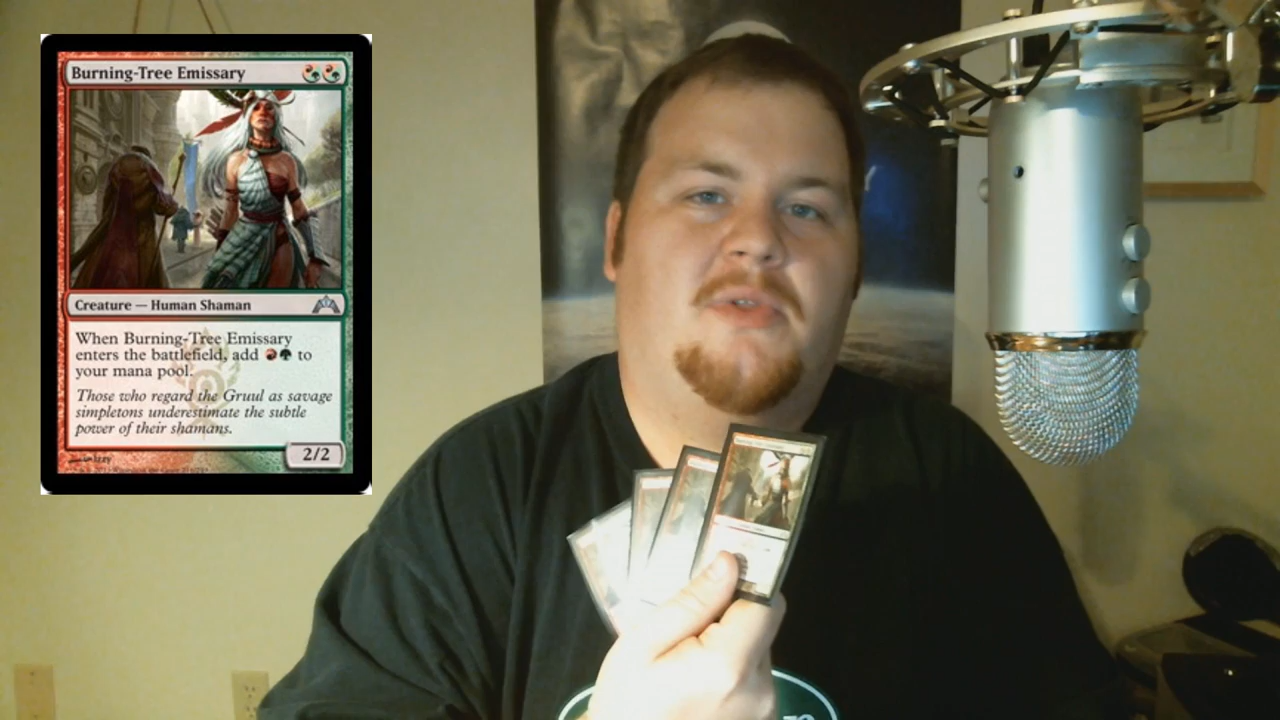 Burning-Tree Emissary
Creature — Human Shaman
When Burning-Tree Emissary
enters the battlefield, add to
your mana pool.
Those who regard the Gruul as savage
simpletons underestimate the subtle
power of their shamans.
2/2